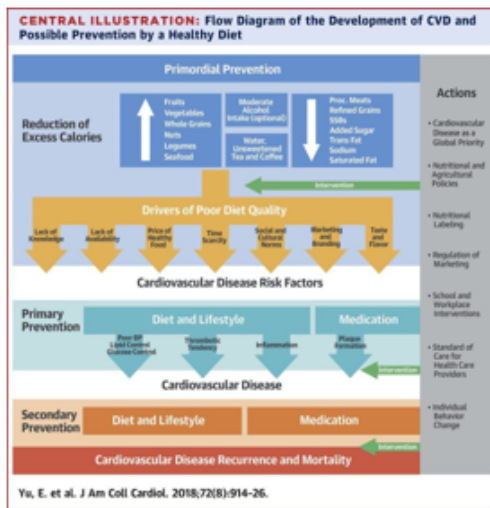 CENTRAL ILLUSTRATION: Flow Diagram of the Development of CVD and
Possible Prevention by a Healthy Diet
Primordial Prevention
Reduction of
Excess Calories
Fruits
Vegetables
Whole Grains
Nuts
Legumes
Seafood
Moderate
Alcohol
Intake (optional)
Water,
Unsweetened
Tea and Coffee
Proc. Meats
Refined Grains
SSBs
Added Sugar
Trans Fat
Sodium
Saturated Fat
Intervention
Drivers of Poor Diet Quality
Lack of
Knowledge
Lack of
Availability
Price of
Healthy
Food
Time
Scarcity
Social and
Cultural
Norms
Marketing
and
Branding
Taste
and
Flavor
Cardiovascular Disease Risk Factors
Primary
Prevention
Diet and Lifestyle
Medication
Poor BP
Lipid Control
Glucose Control
Thrombotic
Tendency
Inflammation
Plaque
Formation
Intervention
Cardiovascular Disease
Secondary
Prevention
Diet and Lifestyle
Medication
Intervention
Cardiovascular Disease Recurrence and Mortality
Actions
• Cardiovascular
Disease as a
Global Priority
• Nutritional and
Agricultural
Policies
• Nutritional
Labeling
• Regulation of
Marketing
• School and
Workplace
Interventions
• Standard of
Care for
Health Care
Providers
• Individual
Behavior
Change
Yu, E. et al. J Am Coll Cardiol. 2018;72(8):914-26.